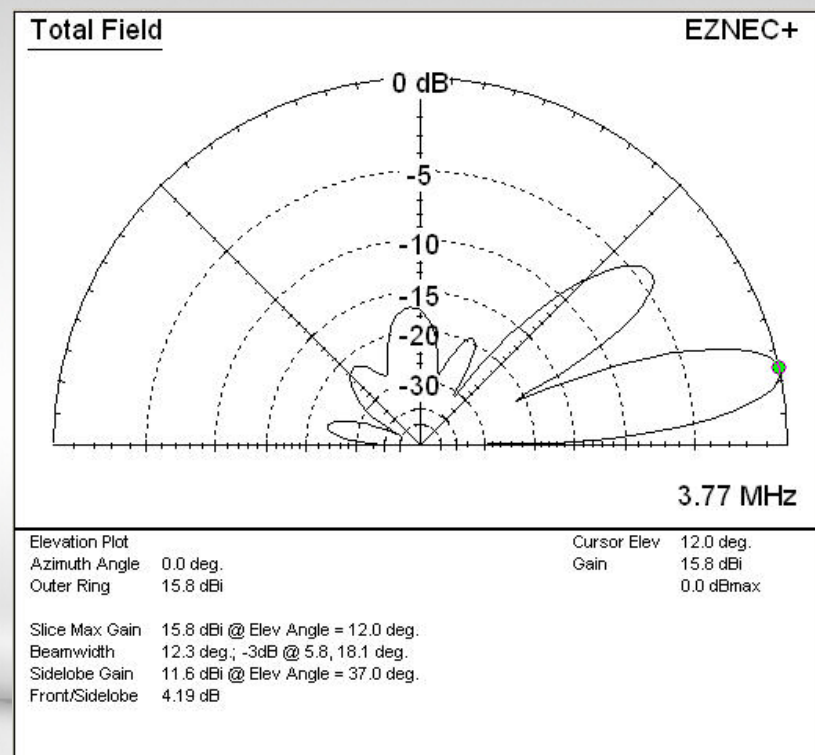 Total Field EZNEC+
0 dB
-5
-10
-15
-20
-30
3.77 MHz
Elevation Plot Cursor Elev 12.0 deg.
Azimuth Angle 0.0 deg. Gain 15.8 dBi
Outer Ring 15.8 dBi 0.0 dBmax
Slice Max Gain 15.8 dBi @ Elev Angle = 12.0 deg.
Beamwidth 12.3 deg.; -3dB @ 5.8, 18.1 deg.
Sidelobe Gain 11.6 dBi @ Elev Angle = 37.0 deg.
Front/Sidelobe 4.19 dB